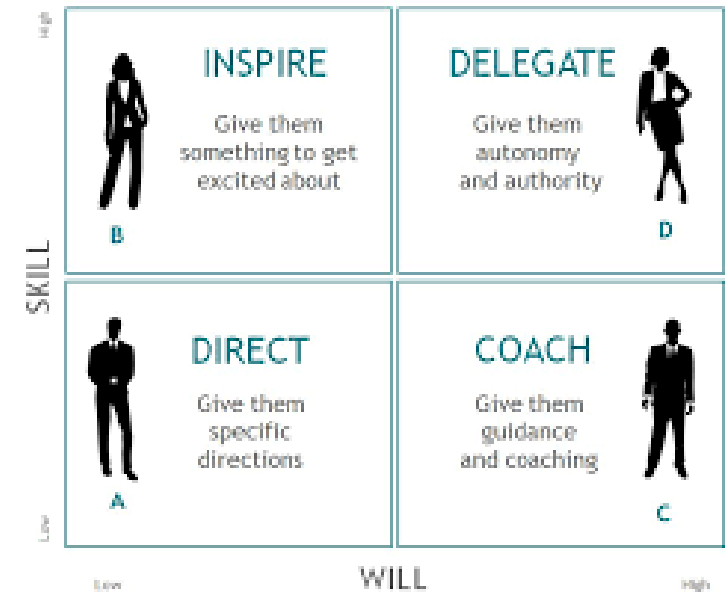 High
INSPIRE
Give them
something to get
excited about
B
DELEGATE
Give them
autonomy
and authority
D
SKILL
DIRECT
Give them
specific
directions
A
COACH
Give them
guidance
and coaching
C
Low
Low
WILL
High